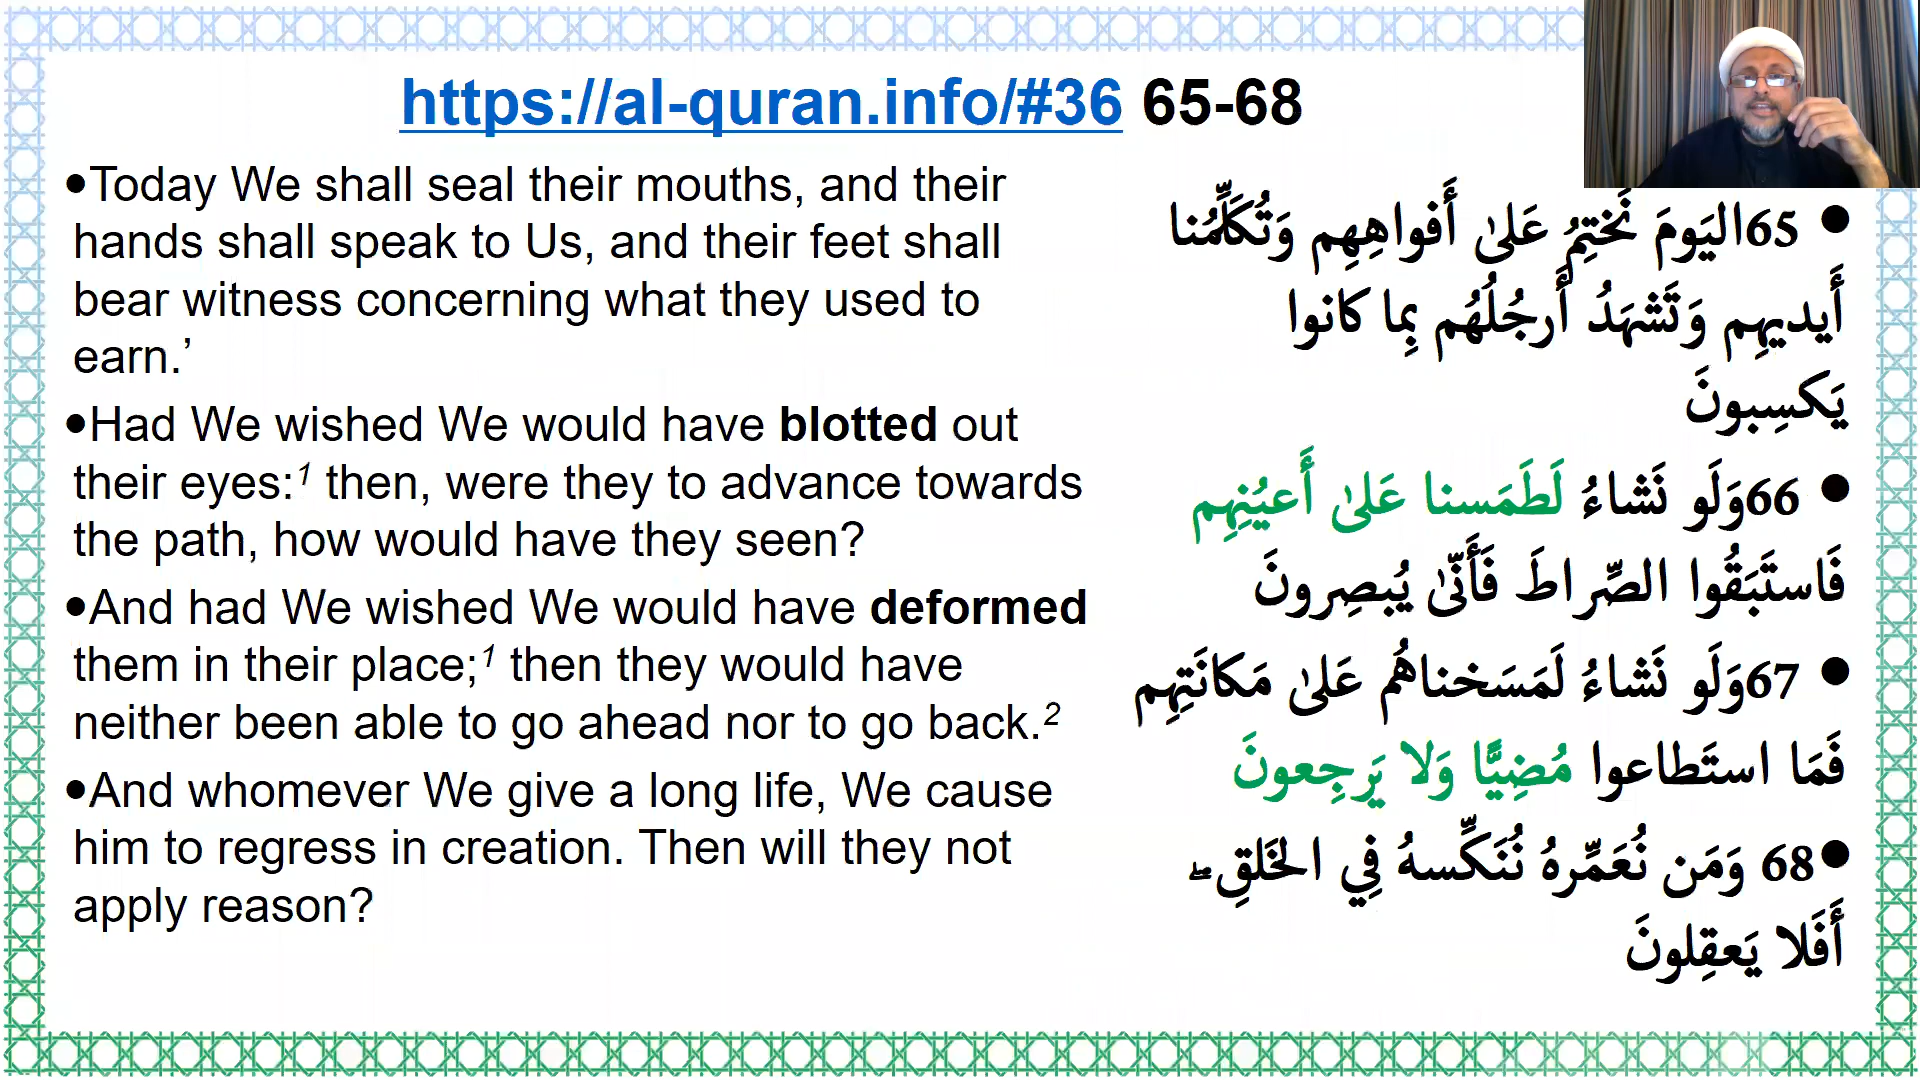 https://al-quran.info/#36 65-68
•Today We shall seal their mouths, and their
hands shall speak to Us, and their feet shall
bear witness concerning what they used to
earn.’
•Had We wished We would have blotted out
their eyes:1 then, were they to advance towards
the path, how would have they seen?
•And had We wished We would have deformed
them in their place;1 then they would have
neither been able to go ahead nor to go back.2
•And whomever We give a long life, We cause
him to regress in creation. Then will they not
apply reason?
• 65اليَومَ نَختِمُ عَلىٰ أَفواهِهِم وَتُكَلِّمُنا
أَيديهِم وَتَشهَدُ أَرجُلُهُم بِما كانوا
يَكسِبونَ
• 66وَلَو نَشاءُ لَطَمَسنا عَلىٰ أَعيُنِهِم
فَاستَبَقُوا الصِّراطَ فَأَنّىٰ يُبصِرونَ
• 67وَلَو نَشاءُ لَمَسَخناهُم عَلىٰ مَكانَتِهِم
فَمَا استَطاعوا مُضِيًّا وَلا يَرجِعونَ
•68 وَمَن نُعَمِّرهُ نُنَكِّسهُ فِي الخَلقِ ۖ
أَفَلا يَعقِلونَ